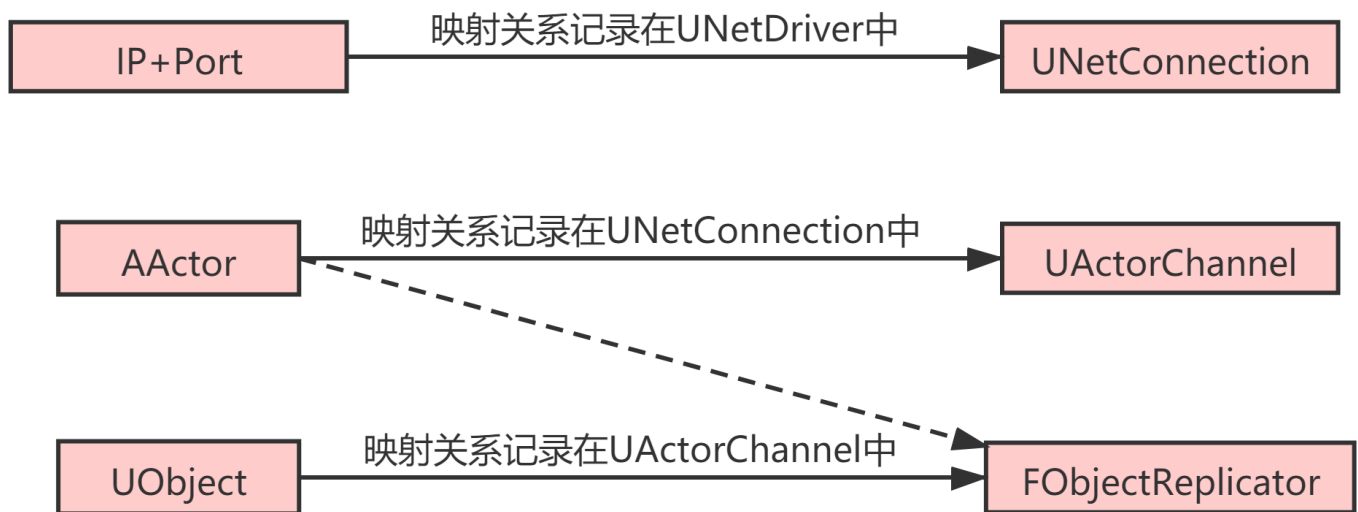 映射关系记录在UNetDriver中
IP+Port
UNetConnection
映射关系记录在UNetConnection中
AActor
UActorChannel
映射关系记录在UActorChannel中
UObject
FObjectReplicator